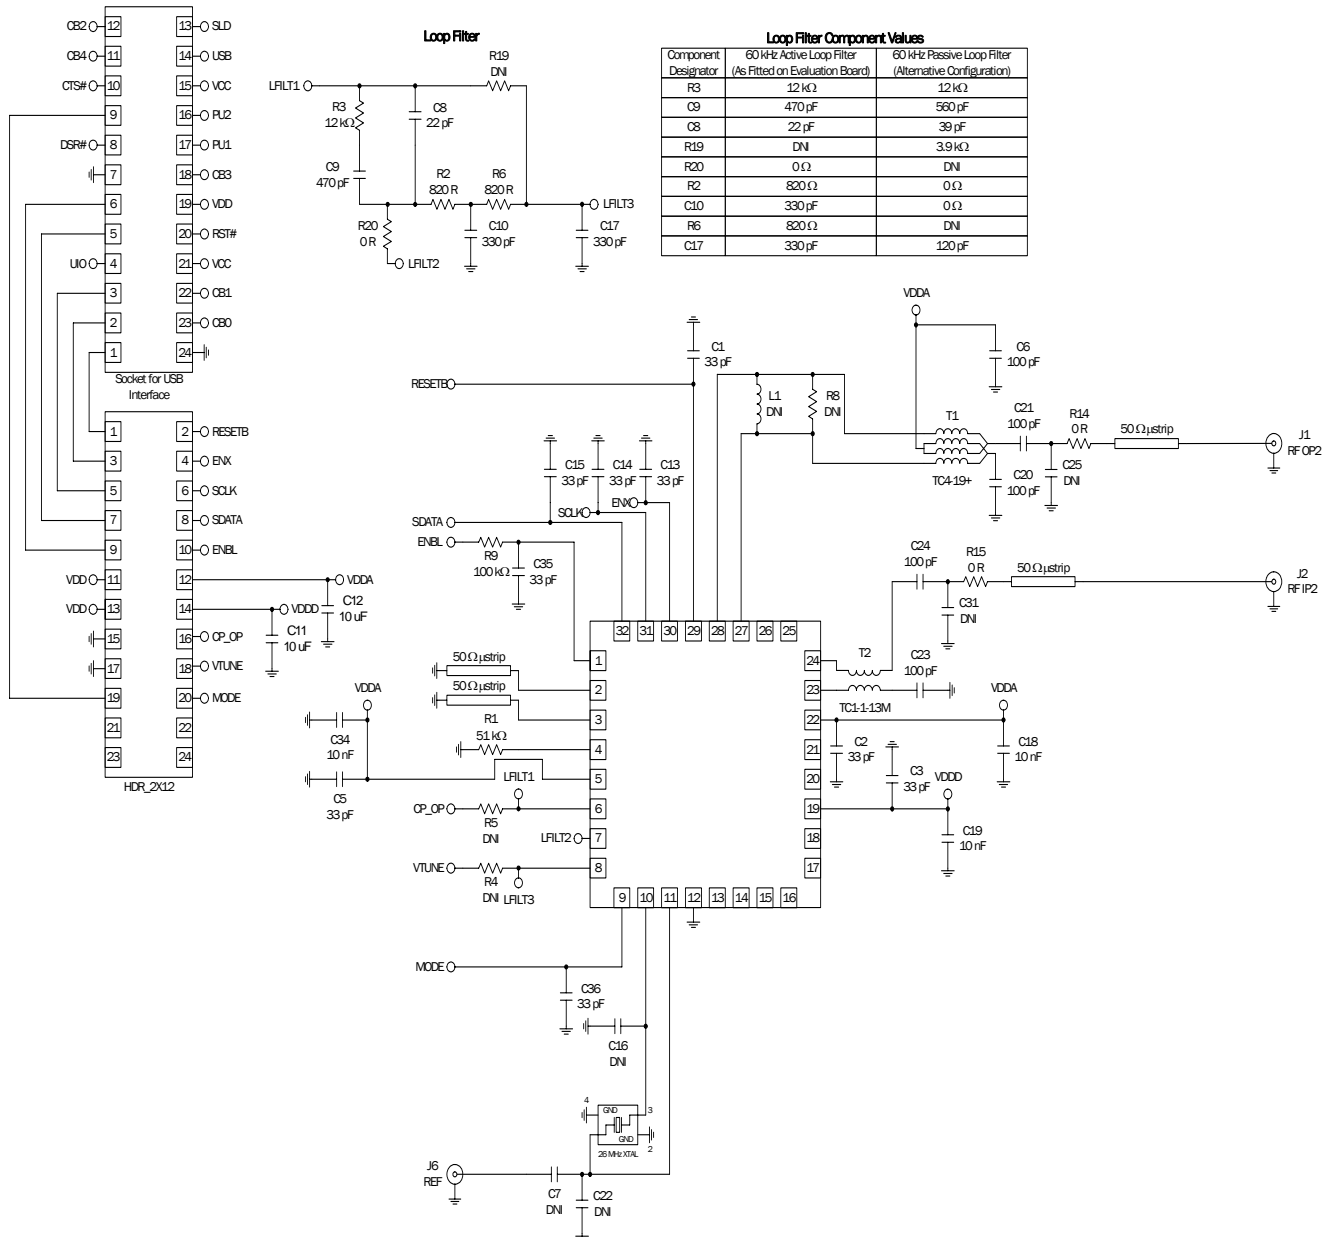 CB2 12 13 SLD
CB4 11 14 USB
CTS# 10 15 VCC
9 16 PU2
DSR# 8 17 PU1
7 18 CB3
6 19 VDD
5 20 RST#
UIO 4 21 VCC
3 22 CB1
2 23 CB0
1 24
Socket for USB
Interface
1 2 RESETB
3 4 ENX
5 6 SCLK
7 8 SDATA
9 10 ENBL
VDD 11 12 VDDA
C12
10 uF
VDD 13 14 VDDD
C11
10 uF
15 16 CP_OP
17 18 VTUNE
19 20 MODE
21 22
23 24
HDR_2X12
Loop Filter
LFILT1
R19
DNI
R3
12 kΩ
C8
22 pF
C9
470 pF
R2
820 R
R6
820 R
LFILT3
R20
0 R
C10
330 pF
C17
330 pF
LFILT2
Loop Filter Component Values
Component
Designator
60 kHz Active Loop Filter
(As Fitted on Evaluation Board)
60 kHz Passive Loop Filter
(Alternative Configuration)
R3 12 kΩ 12 kΩ
C9 470 pF 560 pF
C8 22 pF 39 pF
R19 DNI 3.9 kΩ
R20 0 Ω DNI
R2 820 Ω 0 Ω
C10 330 pF 0 Ω
R6 820 Ω DNI
C17 330 pF 120 pF
VDDA
C6
100 pF
C1
33 pF
RESETB
L1
DNI
R8
DNI
T1
TC4-19+
C21
100 pF
R14
0 R
50 Ω µstrip
J1
RF OP2
C20
100 pF
C25
DNI
C15
33 pF
C14
33 pF
C13
33 pF
ENX
SCLK
SDATA
ENBL
R9
100 kΩ
C35
33 pF
C24
100 pF
R15
0 R
50 Ω µstrip
J2
RF IP2
C31
DNI
32 31 30 29 28 27 26 25
1 24
2 23
3 22
4 21
5 20
6 19
7 18
8 17
9 10 11 12 13 14 15 16
T2
TC1-1-13M
C23
100 pF
VDDA
C2
33 pF
C18
10 nF
C3
33 pF
VDDD
C19
10 nF
50 Ω µstrip
50 Ω µstrip
VDDA
R1
51 kΩ
C34
10 nF
C5
33 pF
LFILT1
CP_OP
R5
DNI
LFILT2
VTUNE
R4
DNI
LFILT3
MODE
C36
33 pF
C16
DNI
4
GND
3
GND
2
26 MHz XTAL
J6
REF
C7
DNI
C22
DNI